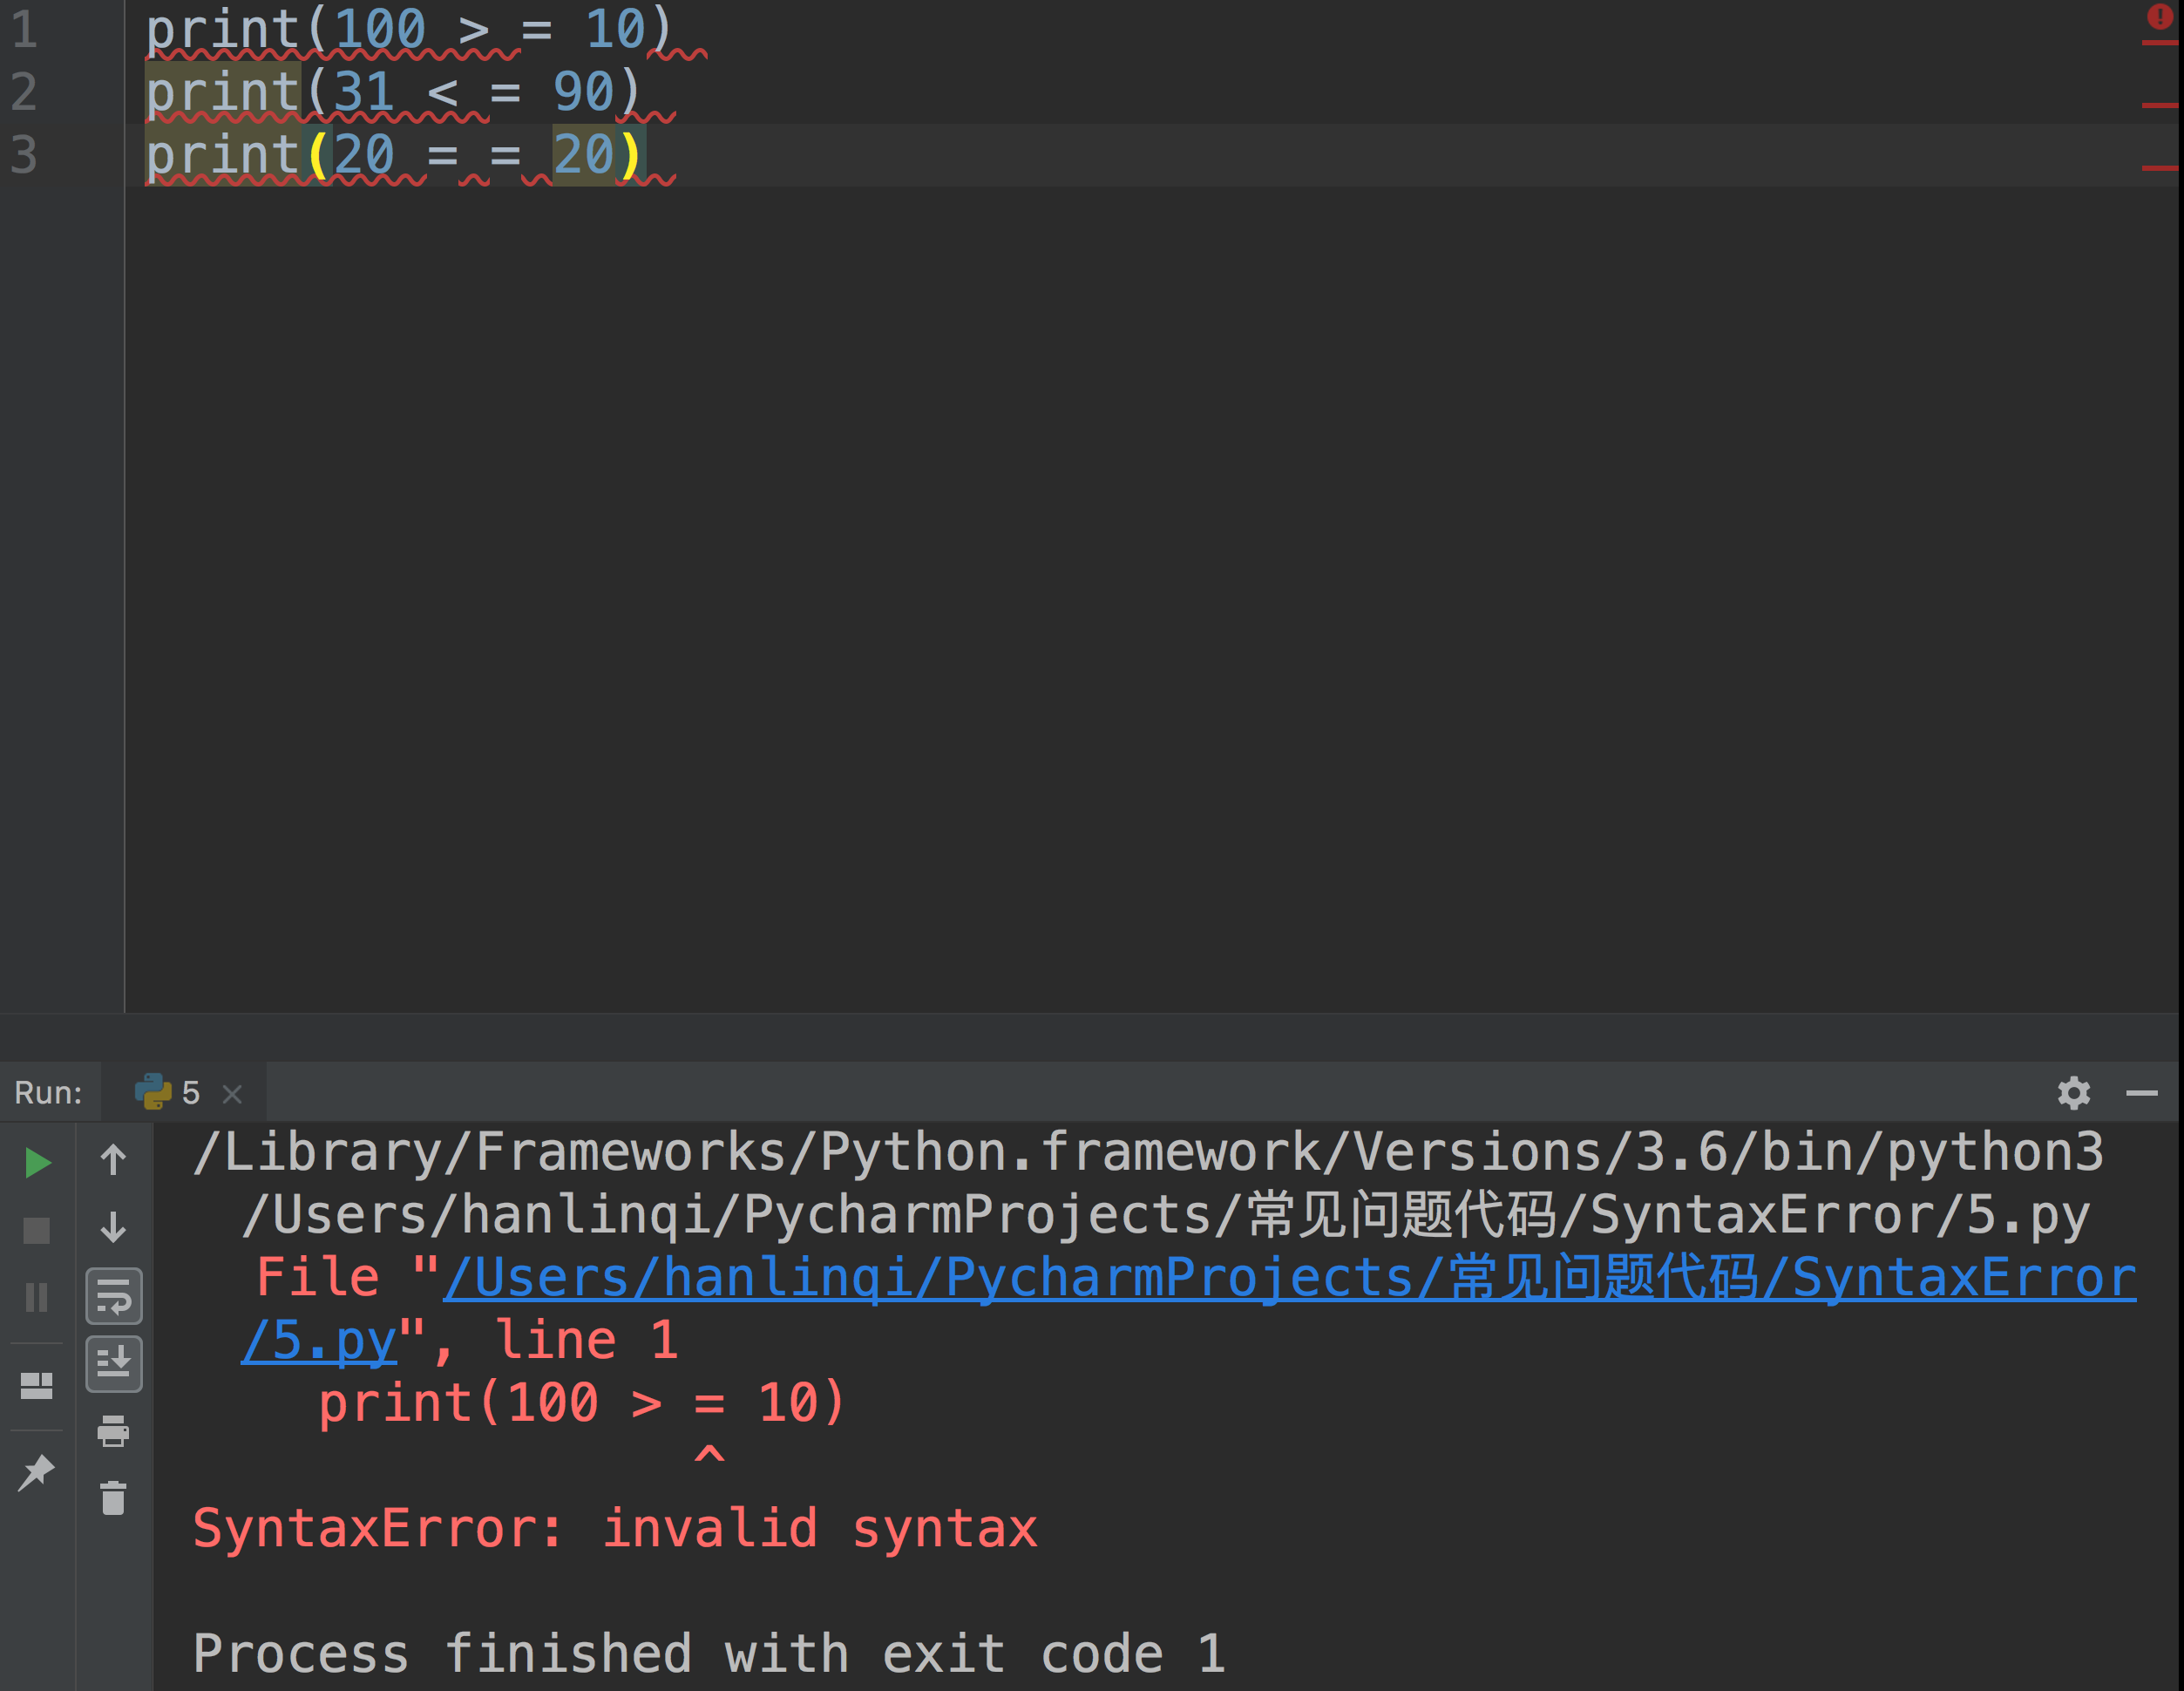 1 print(100 > = 10)
2 print(31 < = 90)
3 print(20 = = 20)
Run: 5
/Library/Frameworks/Python.framework/Versions/3.6/bin/python3
/Users/hanlinqi/PycharmProjects/常见问题代码/SyntaxError/5.py
File "/Users/hanlinqi/PycharmProjects/常见问题代码/SyntaxError
/5.py", line 1
print(100 > = 10)
^
SyntaxError: invalid syntax
Process finished with exit code 1